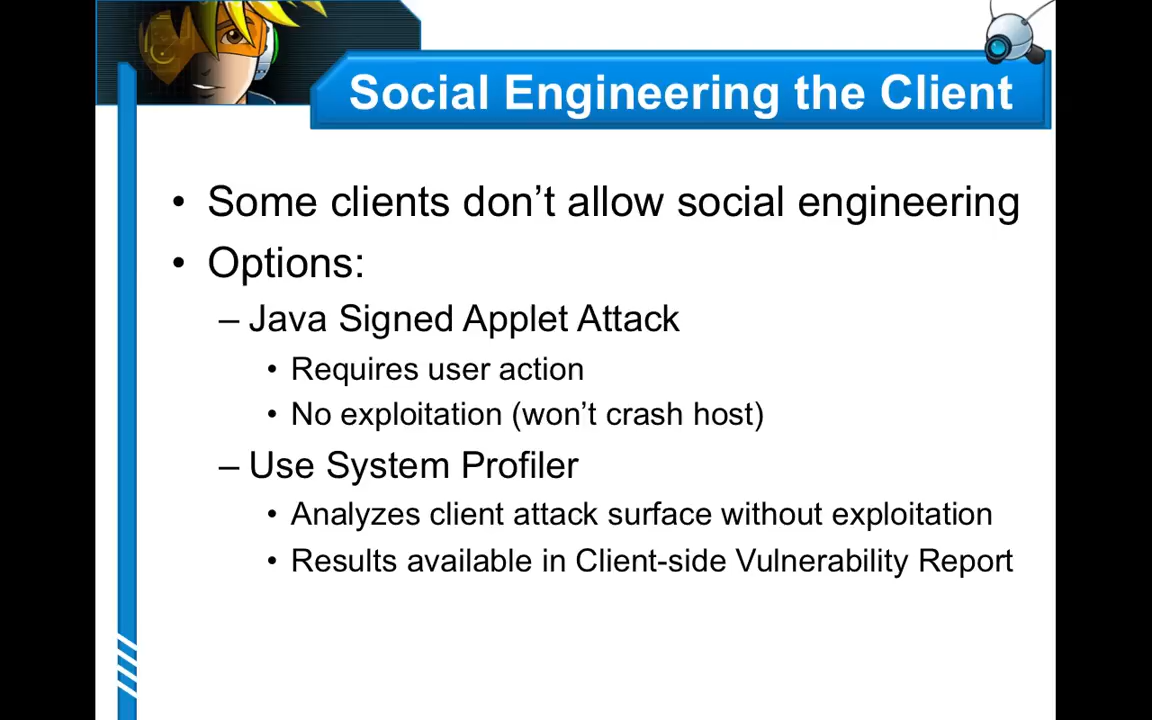 Social Engineering the Client
• Some clients don’t allow social engineering
• Options:
– Java Signed Applet Attack
• Requires user action
• No exploitation (won’t crash host)
– Use System Profiler
• Analyzes client attack surface without exploitation
• Results available in Client-side Vulnerability Report